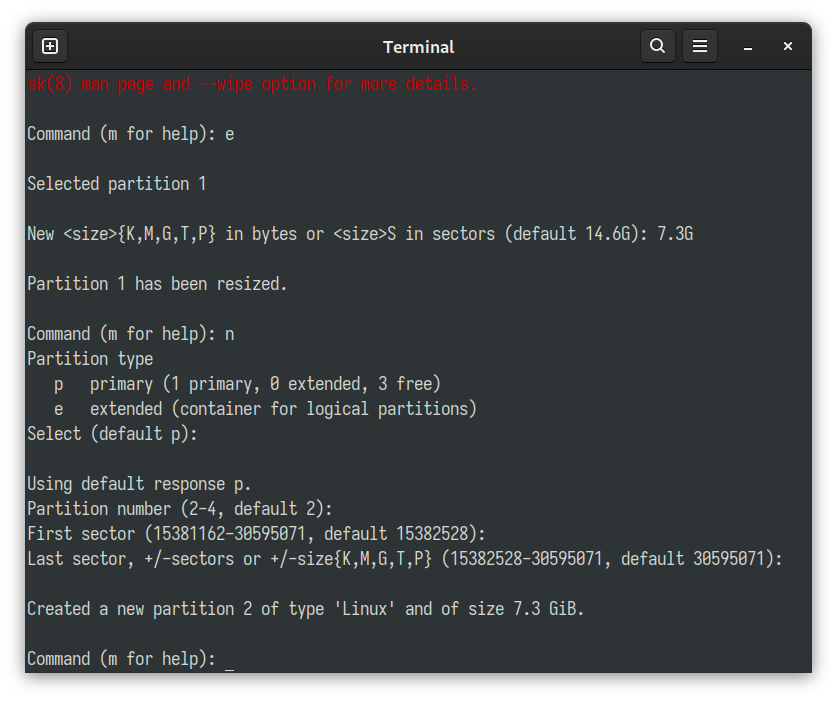 Terminal
sk(8) man page and --wipe option for more details.
Command (m for help): e
Selected partition 1
New <size>{K,M,G,T,P} in bytes or <size>S in sectors (default 14.6G): 7.3G
Partition 1 has been resized.
Command (m for help): n
Partition type
   p   primary (1 primary, 0 extended, 3 free)
   e   extended (container for logical partitions)
Select (default p):
Using default response p.
Partition number (2-4, default 2):
First sector (15381162-30595071, default 15382528):
Last sector, +/-sectors or +/-size{K,M,G,T,P} (15382528-30595071, default 30595071):
Created a new partition 2 of type 'Linux' and of size 7.3 GiB.
Command (m for help): _